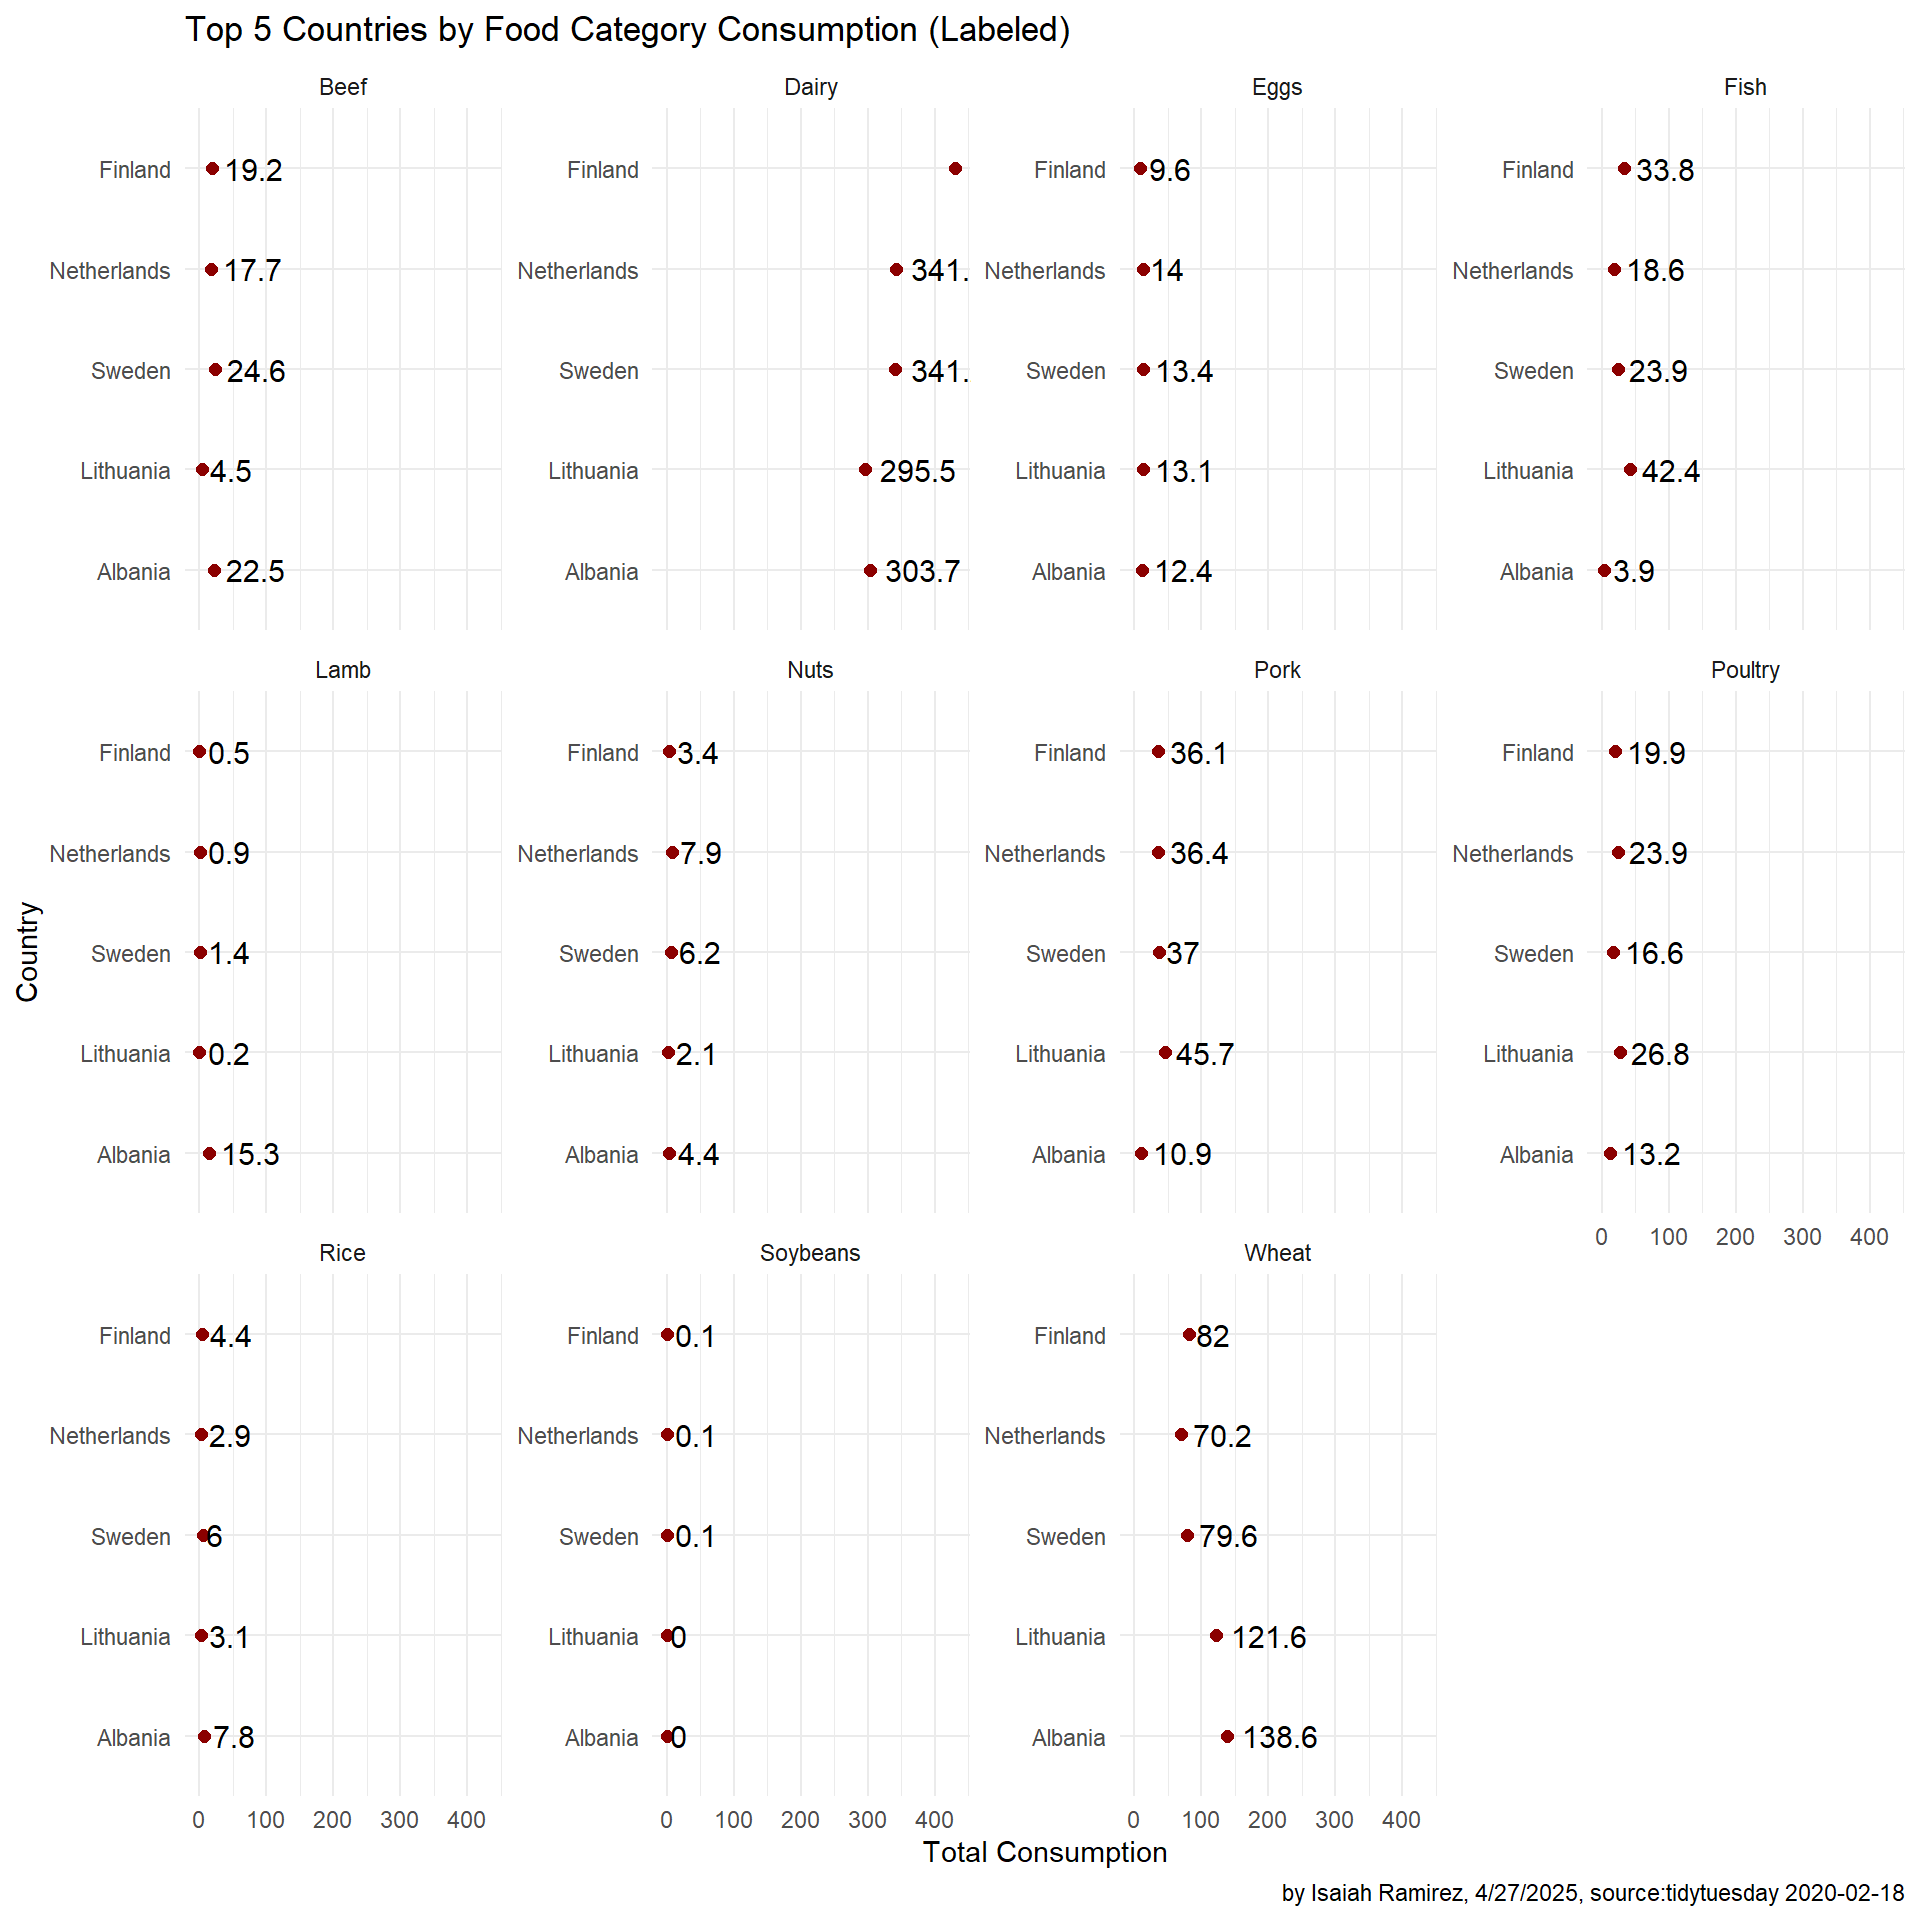 Top 5 Countries by Food Category Consumption (Labeled)
Beef
Finland 19.2
Netherlands 17.7
Sweden 24.6
Lithuania 4.5
Albania 22.5
Dairy
Finland
Netherlands 341.
Sweden 341.
Lithuania 295.5
Albania 303.7
Eggs
Finland 9.6
Netherlands 14
Sweden 13.4
Lithuania 13.1
Albania 12.4
Fish
Finland 33.8
Netherlands 18.6
Sweden 23.9
Lithuania 42.4
Albania 3.9
Country
Lamb
Finland 0.5
Netherlands 0.9
Sweden 1.4
Lithuania 0.2
Albania 15.3
Nuts
Finland 3.4
Netherlands 7.9
Sweden 6.2
Lithuania 2.1
Albania 4.4
Pork
Finland 36.1
Netherlands 36.4
Sweden 37
Lithuania 45.7
Albania 10.9
Poultry
Finland 19.9
Netherlands 23.9
Sweden 16.6
Lithuania 26.8
Albania 13.2
0 100 200 300 400
Rice
Finland 4.4
Netherlands 2.9
Sweden 6
Lithuania 3.1
Albania 7.8
0 100 200 300 400
Soybeans
Finland 0.1
Netherlands 0.1
Sweden 0.1
Lithuania 0
Albania 0
0 100 200 300 400
Wheat
Finland 82
Netherlands 70.2
Sweden 79.6
Lithuania 121.6
Albania 138.6
0 100 200 300 400
Total Consumption
by Isaiah Ramirez, 4/27/2025, source:tidytuesday 2020-02-18